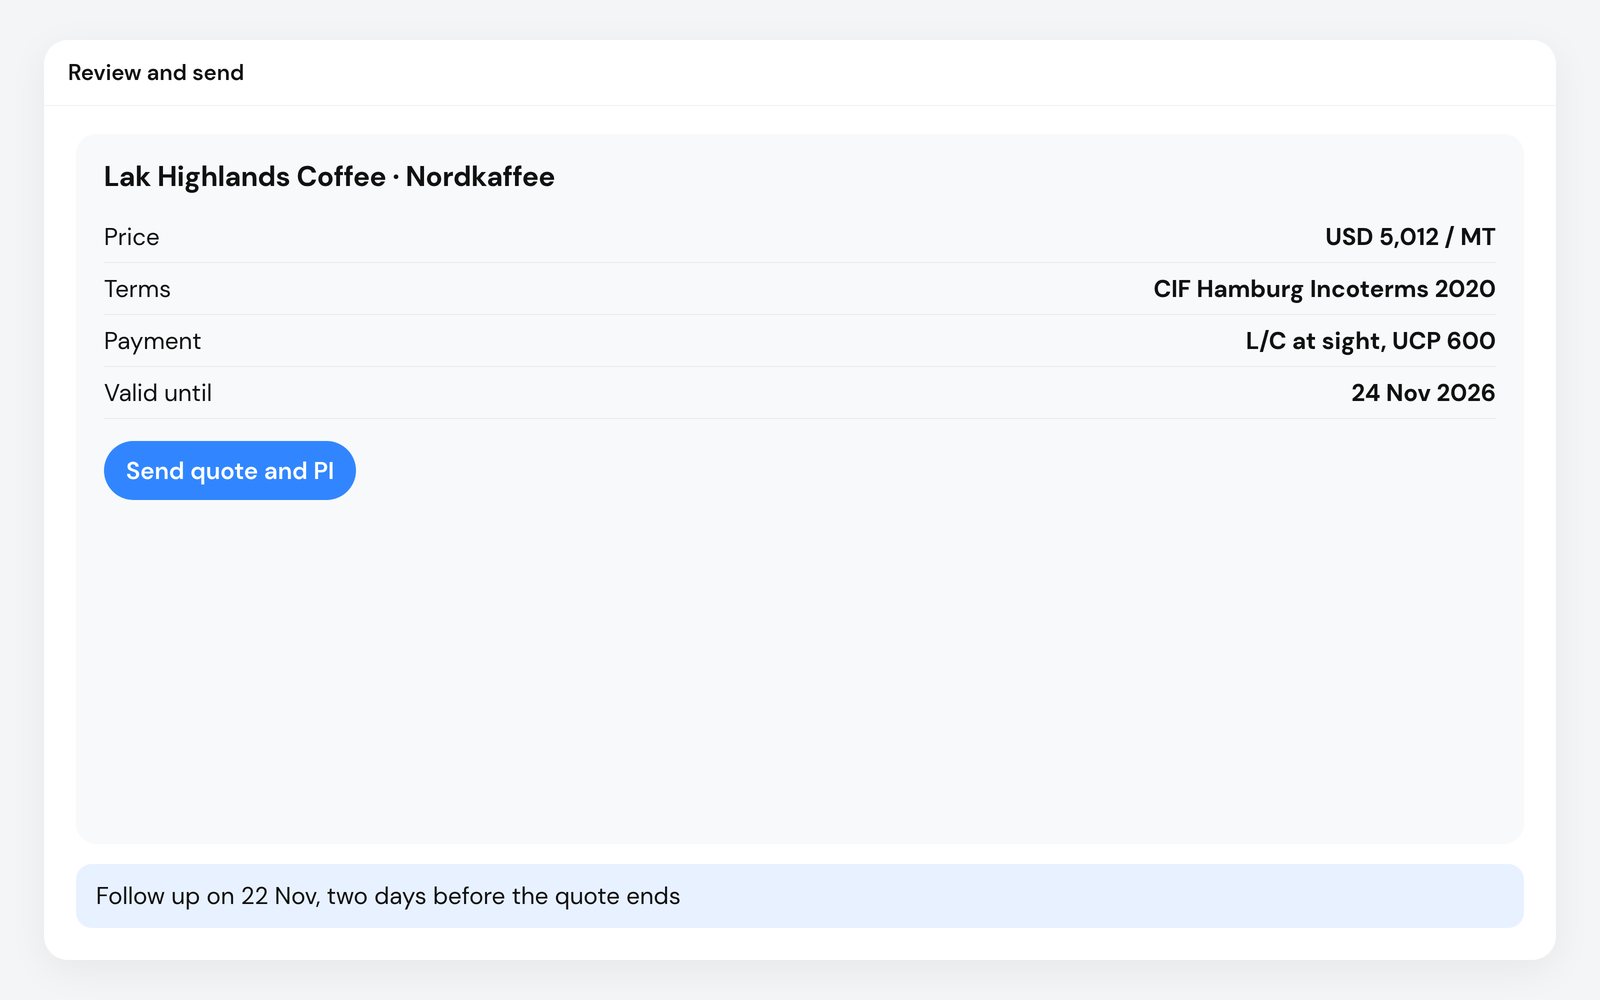 Review and send
Lak Highlands Coffee · Nordkaffee
Price USD 5,012 / MT
Terms CIF Hamburg Incoterms 2020
Payment L/C at sight, UCP 600
Valid until 24 Nov 2026
Send quote and PI
Follow up on 22 Nov, two days before the quote ends